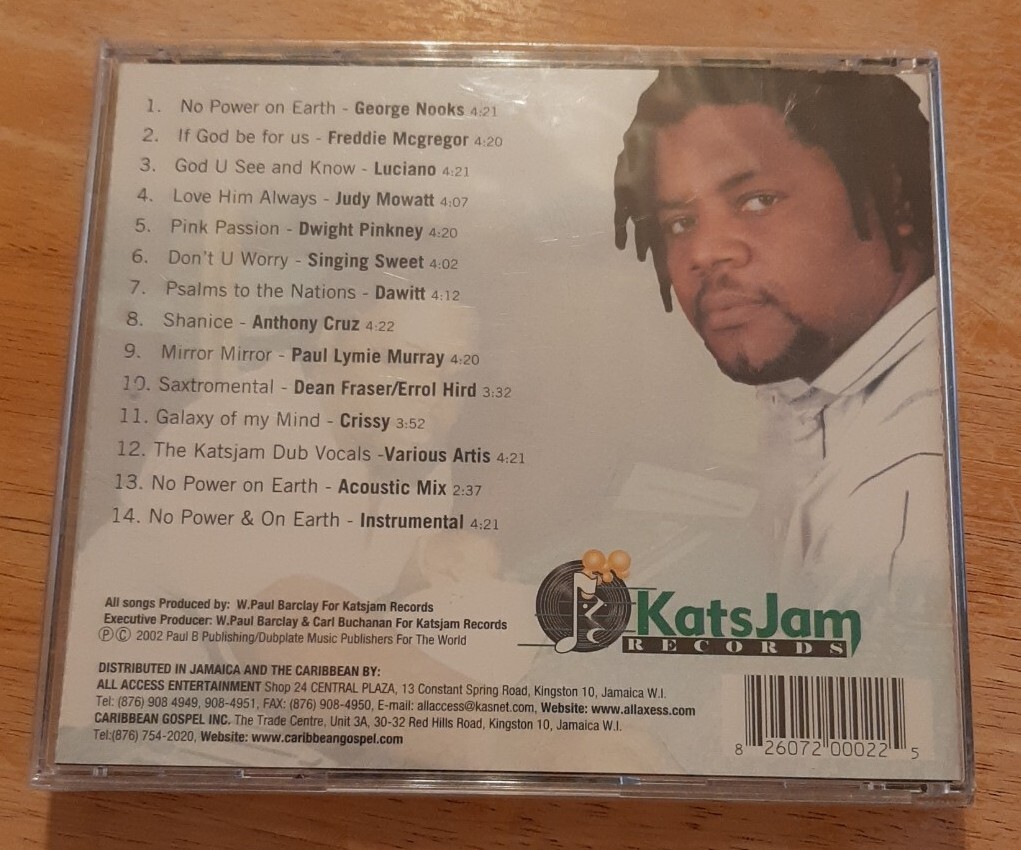 1. No Power on Earth - George Nooks 4:21
2. If God be for us - Freddie Mcgregor 4:20
3. God U See and Know - Luciano 4:21
4. Love Him Always - Judy Mowatt 4:07
5. Pink Passion - Dwight Pinkney 4:20
6. Don't U Worry - Singing Sweet 4:02
7. Psalms to the Nations - Dawitt 4:12
8. Shanice - Anthony Cruz 4:22
9. Mirror Mirror - Paul Lymie Murray 4:20
10. Saxtromental - Dean Fraser/Errol Hird 3:32
11. Galaxy of my Mind - Crissy 3:52
12. The Katsjam Dub Vocals -Various Artis 4:21
13. No Power on Earth - Acoustic Mix 2:37
14. No Power & On Earth - Instrumental 4:21
All songs Produced by: W.Paul Barclay For Katsjam Records
Executive Producer: W.Paul Barclay & Carl Buchanan For Katsjam Records
Ⓟ© 2002 Paul B Publishing/Dubplate Music Publishers For The World
KatsJam
RECORDS
DISTRIBUTED IN JAMAICA AND THE CARIBBEAN BY:
ALL ACCESS ENTERTAINMENT Shop 24 CENTRAL PLAZA, 13 Constant Spring Road, Kingston 10, Jamaica W.I.
Tel: (876) 908 4949, 908-4951, FAX: (876) 908-4950, E-mail: allaccess@kasnet.com, Website: www.allaxess.com
CARIBBEAN GOSPEL INC. The Trade Centre, Unit 3A, 30-32 Red Hills Road, Kingston 10, Jamaica W.I.
Tel:(876) 754-2020, Website: www.caribbeangospel.com
8 26072 00022 5